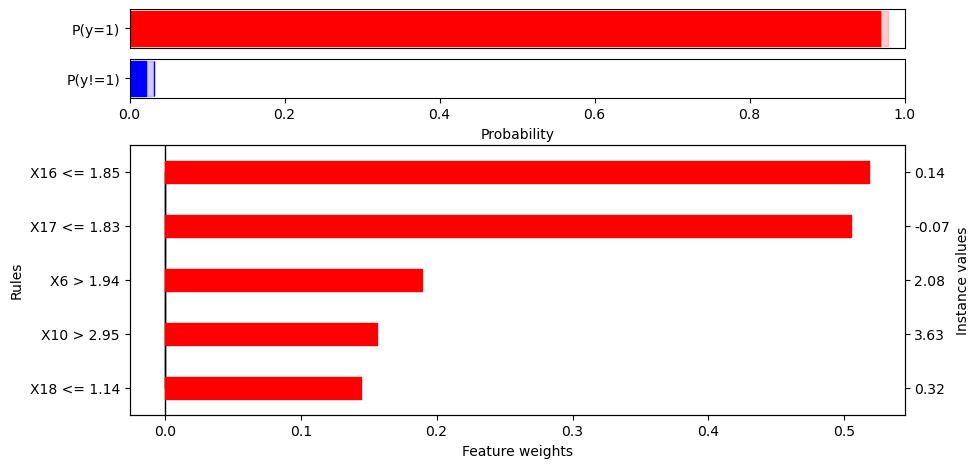 P(y=1)
P(y!=1)
0.0 0.2 0.4 0.6 0.8 1.0
Probability
X16 <= 1.85 0.14
X17 <= 1.83 -0.07
X6 > 1.94 2.08
X10 > 2.95 3.63
X18 <= 1.14 0.32
Rules
Instance values
0.0 0.1 0.2 0.3 0.4 0.5
Feature weights